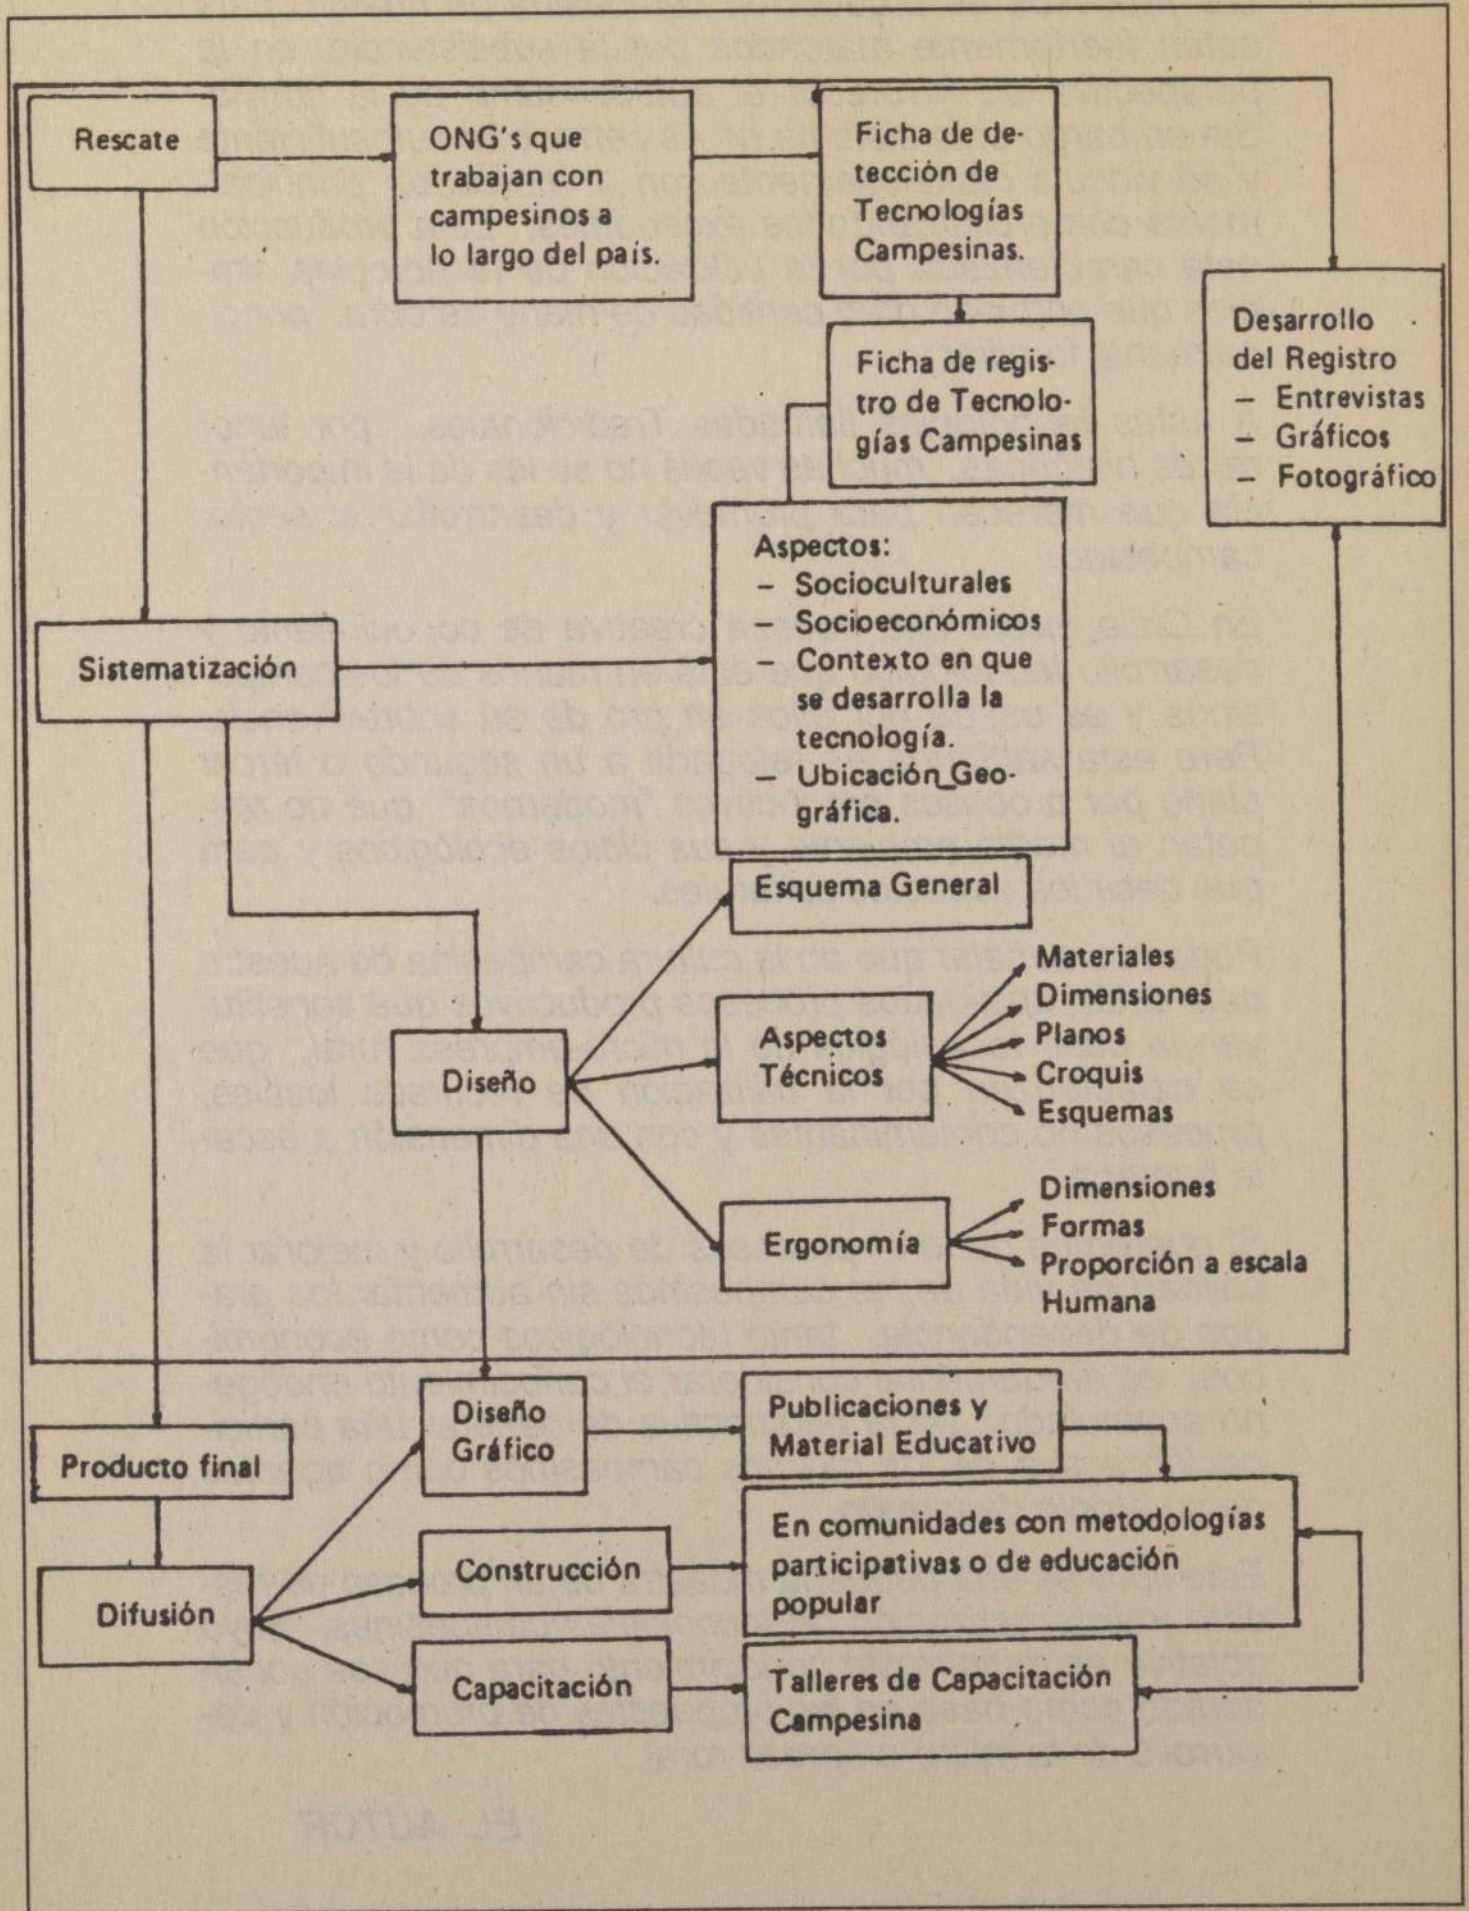 Rescate
ONG's que
trabajan con
campesinos a
lo largo del país.
Ficha de de-
tección de
Tecnologías
Campesinas.
Ficha de regis-
tro de Tecnolo-
gías Campesinas
Desarrollo
del Registro
– Entrevistas
– Gráficos
– Fotográfico
Sistematización
Aspectos:
– Socioculturales
– Socioeconómicos
– Contexto en que
se desarrolla la
tecnología.
– Ubicación Geo-
gráfica.
Diseño
Esquema General
Aspectos
Técnicos
Materiales
Dimensiones
Planos
Croquis
Esquemas
Ergonomía
Dimensiones
Formas
Proporción a escala
Humana
Producto final
Difusión
Diseño
Gráfico
Publicaciones y
Material Educativo
Construcción
En comunidades con metodologías
participativas o de educación
popular
Capacitación
Talleres de Capacitación
Campesina